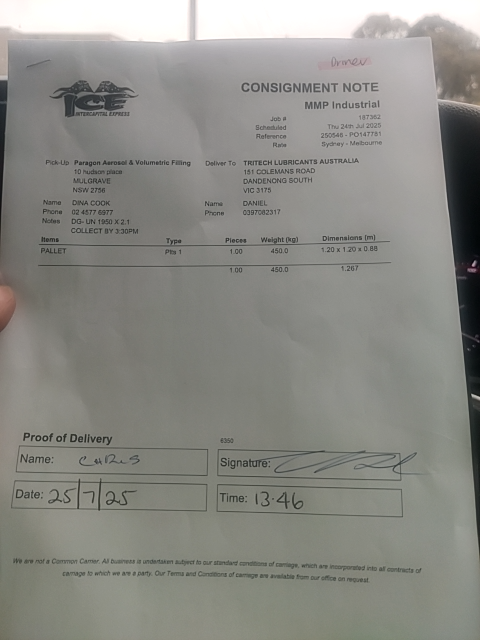 Driver
ICE
INTERCAPITAL EXPRESS
CONSIGNMENT NOTE
MMP Industrial
Job # 187362
Scheduled Thu 24th Jul 2025
Reference 250546 - PO147781
Rate Sydney - Melbourne
Pick-Up Paragon Aerosol & Volumetric Filling
10 hudson place
MULGRAVE
NSW 2756
Deliver To TRITECH LUBRICANTS AUSTRALIA
151 COLEMANS ROAD
DANDENONG SOUTH
VIC 3175
Name DINA COOK
Phone 02 4577 6977
Notes DG- UN 1950 X 2.1
COLLECT BY 3:30PM
Name DANIEL
Phone 0397082317
Items Type Pieces Weight (kg) Dimensions (m)
PALLET Plts 1 1.00 450.0 1.20 x 1.20 x 0.88
1.00 450.0 1.267
Proof of Delivery
6350
Name: CHRIS
Signature:
Date: 25/7/25
Time: 13.46
We are not a Common Carrier. All business is undertaken subject to our standard conditions of carriage, which are incorporated into all contracts of
carriage to which we are a party. Our Terms and Conditions of carriage are available from our office on request.